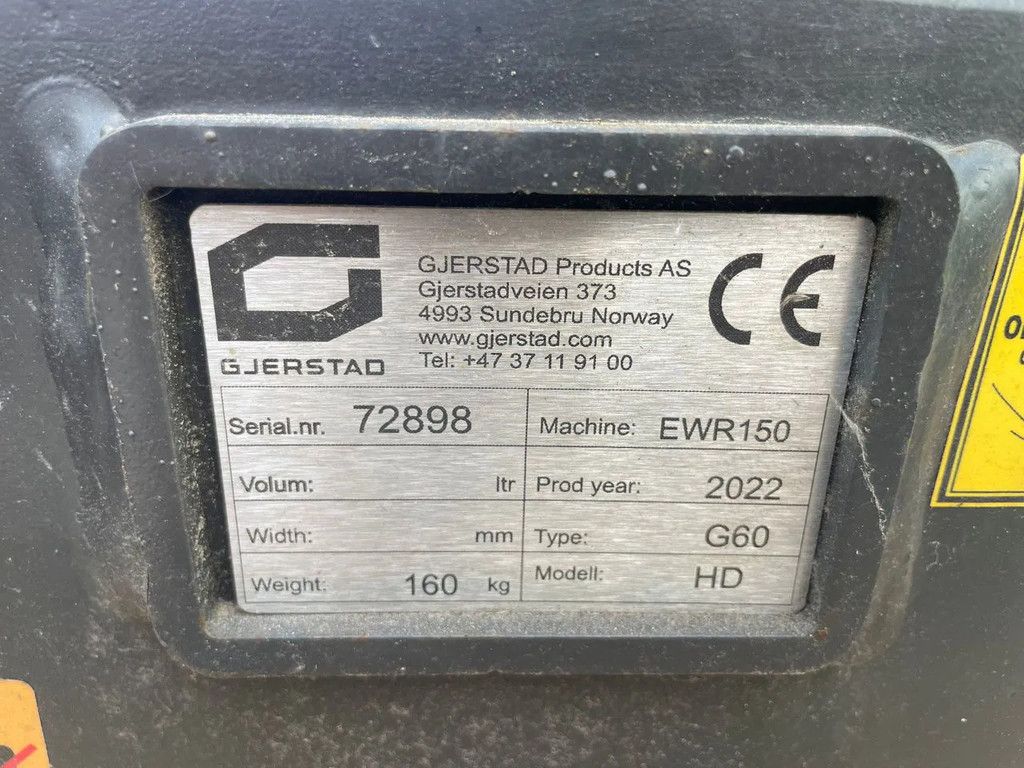 GJERSTAD
GJERSTAD Products AS
Gjerstadveien 373
4993 Sundebru Norway
www.gjerstad.com
Tel: +47 37 11 91 00
CE
Serial.nr. 72898
Machine: EWR150
Volum: ltr
Prod year: 2022
Width: mm
Type: G60
Weight: 160 kg
Modell: HD